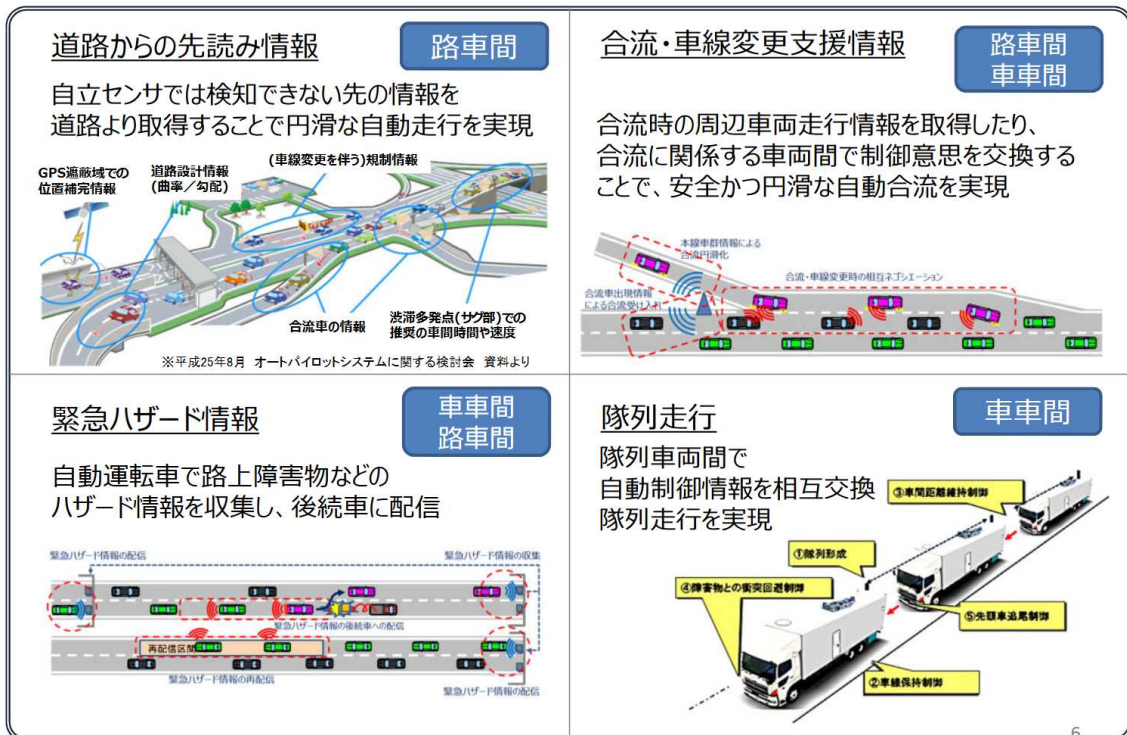 道路からの先読み情報
路車間
自立センサでは検知できない先の情報を
道路より取得することで円滑な自動走行を実現
GPS遮蔽域での
位置補完情報
道路設計情報
(曲率／勾配)
(車線変更を伴う)規制情報
合流車の情報
渋滞多発点(サグ部)での
推奨の車間時間や速度
※平成25年8月 オートパイロットシステムに関する検討会 資料より
合流・車線変更支援情報
路車間
車車間
合流時の周辺車両走行情報を取得したり、
合流に関係する車両間で制御意思を交換する
ことで、安全かつ円滑な自動合流を実現
本線車群情報による
合流円滑化
合流・車線変更時の相互ネゴシエーション
合流車出現情報
による合流受け入れ
緊急ハザード情報
車車間
路車間
自動運転車で路上障害物などの
ハザード情報を収集し、後続車に配信
緊急ハザード情報の配信
緊急ハザード情報の収集
緊急ハザード情報の後続車への配信
再配信区間
緊急ハザード情報の再配信
緊急ハザード情報の配信
隊列走行
車車間
隊列車両間で
自動制御情報を相互交換
隊列走行を実現
③車間距離維持制御
①隊列形成
④障害物との衝突回避制御
⑤先頭車追尾制御
②車線保持制御
6